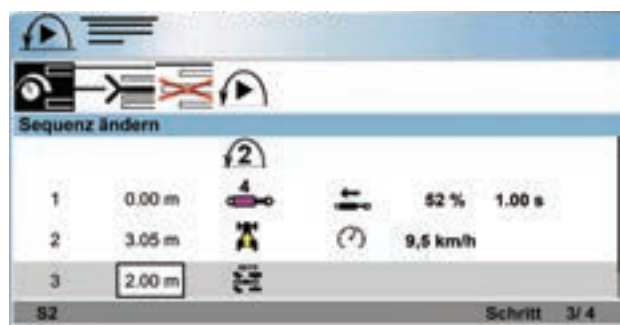 Sequenz ändern
2
4
1 0.00 m 52 % 1.00 s
2 3.05 m 9,5 km/h
3 2.00 m
S2 Schritt 3/ 4